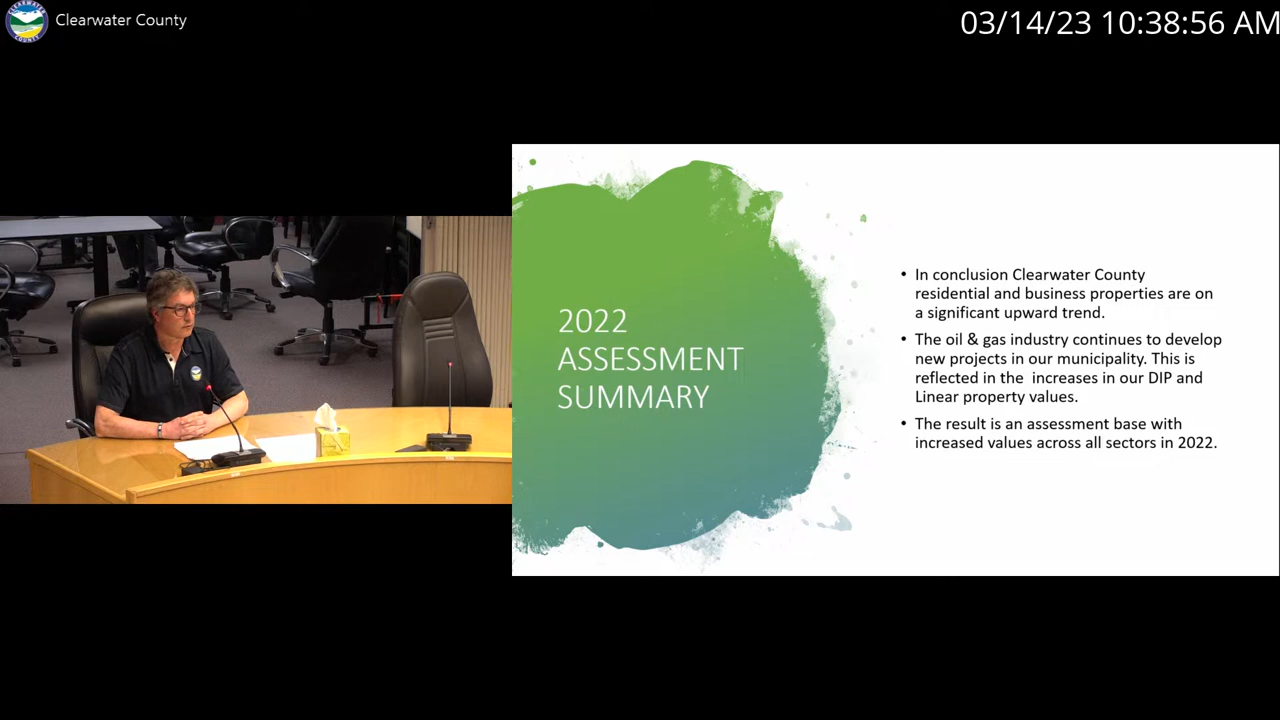 CLEARWATER
COUNTY
Clearwater County
03/14/23 10:38:56 AM
2022
ASSESSMENT
SUMMARY
• In conclusion Clearwater County
residential and business properties are on
a significant upward trend.
• The oil & gas industry continues to develop
new projects in our municipality. This is
reflected in the increases in our DIP and
Linear property values.
• The result is an assessment base with
increased values across all sectors in 2022.